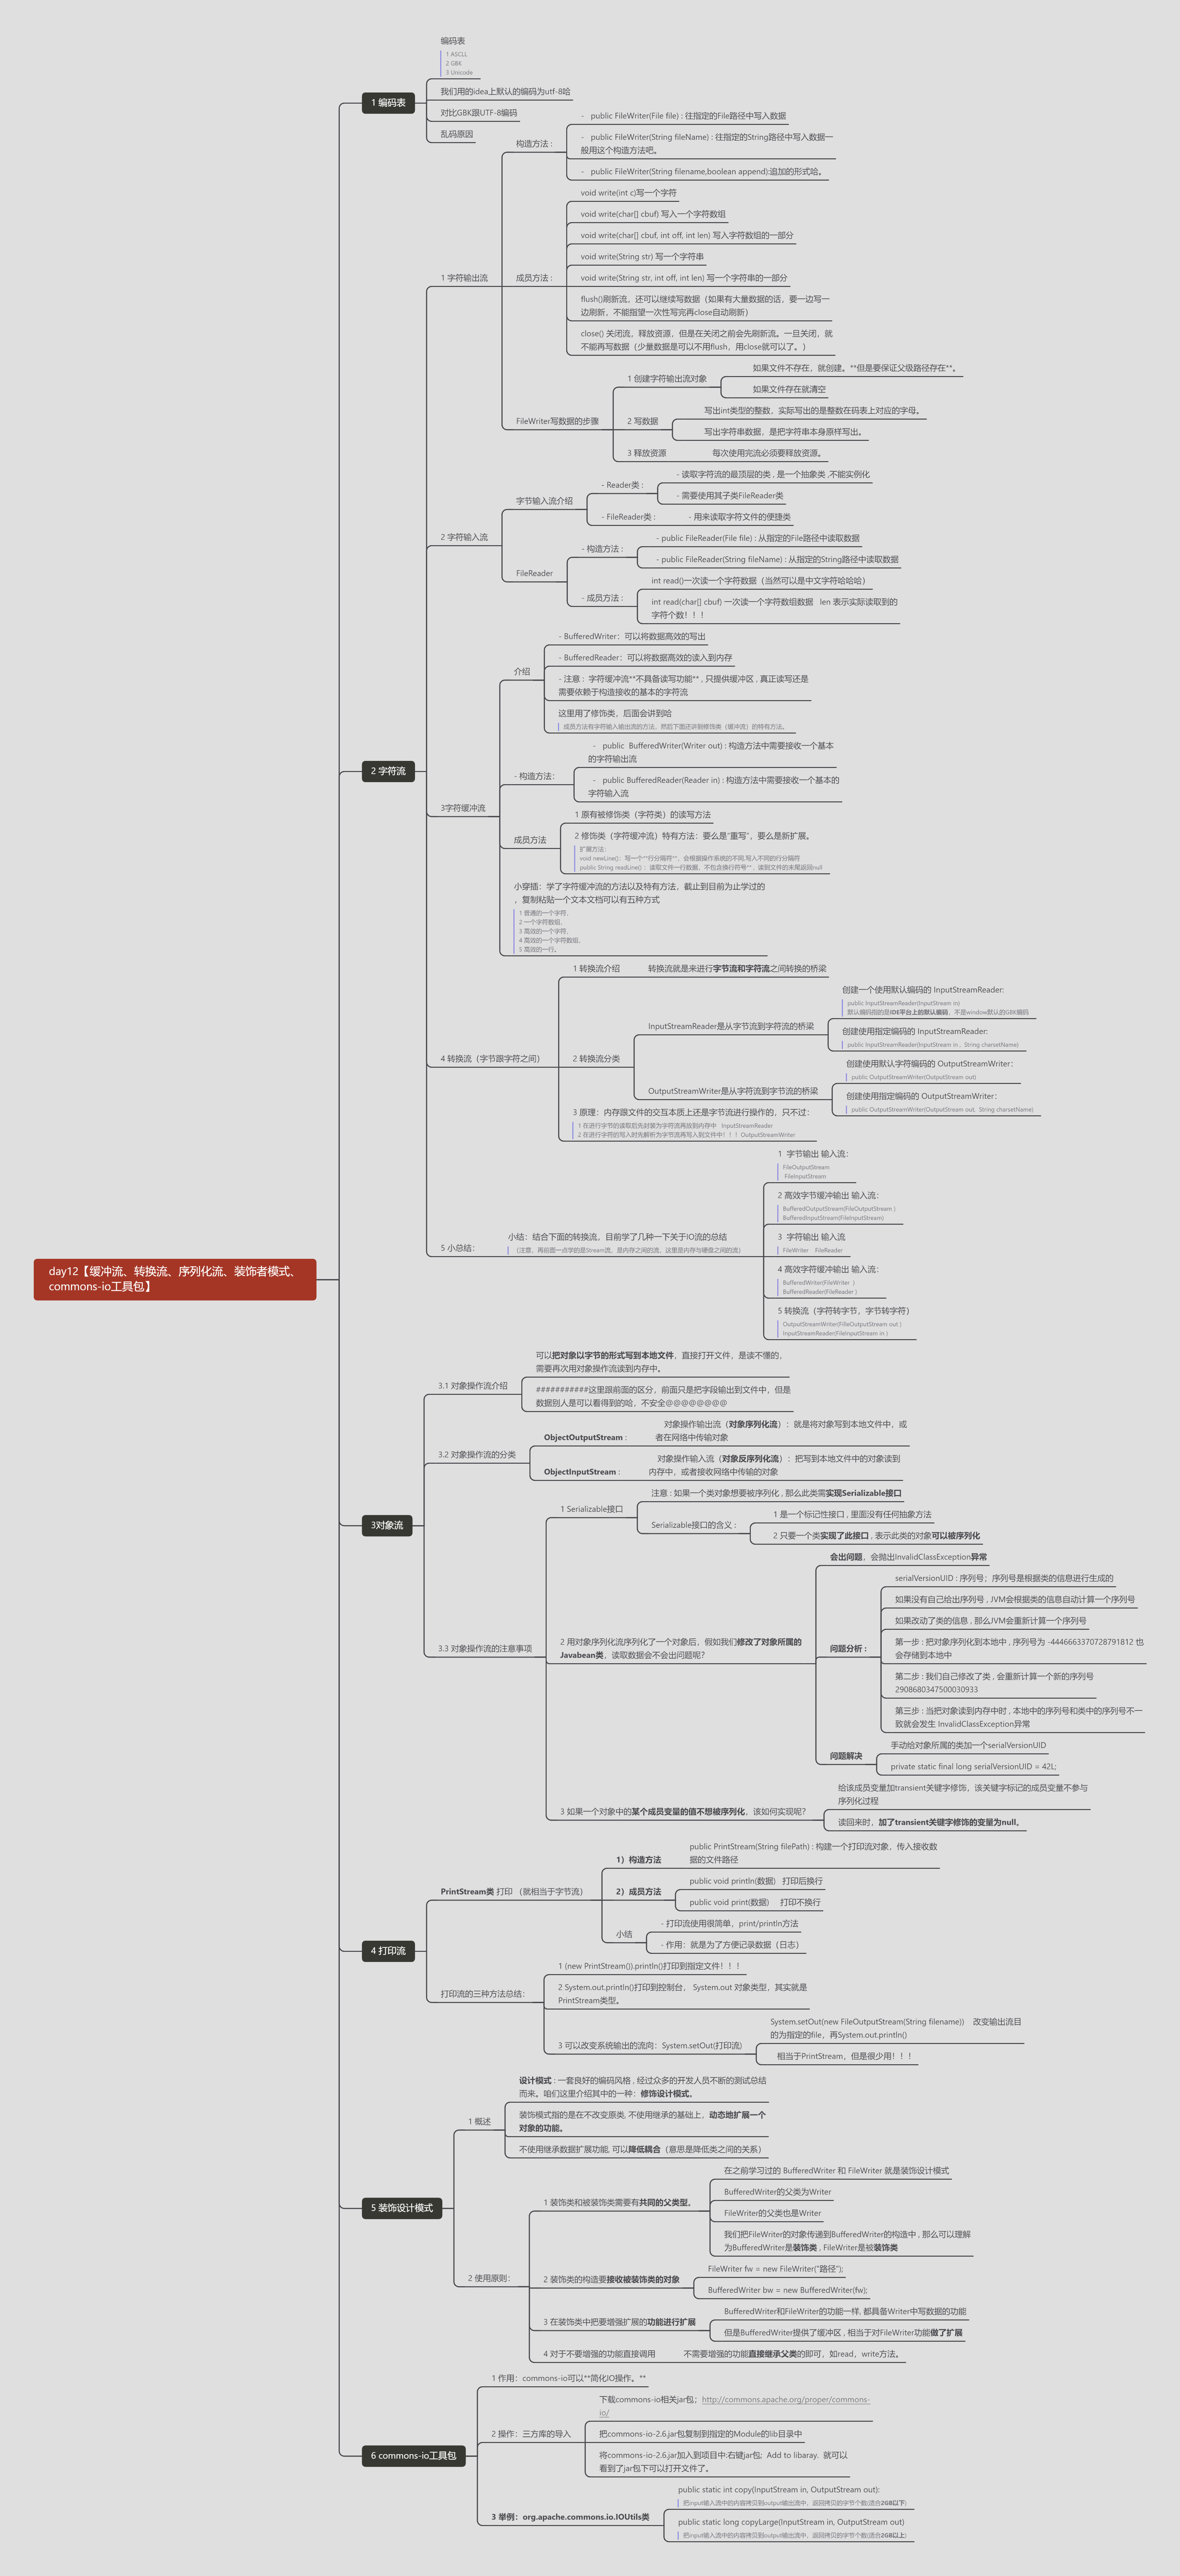 day12【缓冲流、转换流、序列化流、装饰者模式、
commons-io工具包】
1 编码表
编码表
1 ASCLL
2 GBK
3 Unicode
我们用的idea上默认的编码为utf-8哈
对比GBK跟UTF-8编码
乱码原因
2 字符流
1 字符输出流
构造方法 :
- public FileWriter(File file) : 往指定的File路径中写入数据
- public FileWriter(String fileName) : 往指定的String路径中写入数据一
般用这个构造方法吧。
- public FileWriter(String filename,boolean append):追加的形式哈。
成员方法 :
void write(int c)写一个字符
void write(char[] cbuf) 写入一个字符数组
void write(char[] cbuf, int off, int len) 写入字符数组的一部分
void write(String str) 写一个字符串
void write(String str, int off, int len) 写一个字符串的一部分
flush()刷新流，还可以继续写数据（如果有大量数据的话，要一边写一
边刷新，不能指望一次性写完再close自动刷新）
close() 关闭流，释放资源，但是在关闭之前会先刷新流。一旦关闭，就
不能再写数据（少量数据是可以不用flush，用close就可以了。）
FileWriter写数据的步骤
1 创建字符输出流对象
如果文件不存在，就创建。**但是要保证父级路径存在**。
如果文件存在就清空
2 写数据
写出int类型的整数，实际写出的是整数在码表上对应的字母。
写出字符串数据，是把字符串本身原样写出。
3 释放资源
每次使用完流必须要释放资源。
2 字符输入流
字节输入流介绍
- Reader类 :
- 读取字符流的最顶层的类 , 是一个抽象类 ,不能实例化
- 需要使用其子类FileReader类
- FileReader类 :
- 用来读取字符文件的便捷类
FileReader
- 构造方法 :
- public FileReader(File file) : 从指定的File路径中读取数据
- public FileReader(String fileName) : 从指定的String路径中读取数据
- 成员方法 :
int read()一次读一个字符数据（当然可以是中文字符哈哈哈）
int read(char[] cbuf) 一次读一个字符数组数据 len 表示实际读取到的
字符个数！！！
3字符缓冲流
介绍
- BufferedWriter：可以将数据高效的写出
- BufferedReader：可以将数据高效的读入到内存
- 注意 : 字符缓冲流**不具备读写功能** , 只提供缓冲区 , 真正读写还是
需要依赖于构造接收的基本的字符流
这里用了修饰类，后面会讲到哈
成员方法有字符输入输出流的方法，然后下面还讲到修饰类（缓冲流）的特有方法。
- 构造方法：
- public BufferedWriter(Writer out) : 构造方法中需要接收一个基本
的字符输出流
- public BufferedReader(Reader in) : 构造方法中需要接收一个基本的
字符输入流
成员方法
1 原有被修饰类（字符类）的读写方法
2 修饰类（字符缓冲流）特有方法：要么是"重写"，要么是新扩展。
扩展方法:
void newLine()：写一个**行分隔符**，会根据操作系统的不同,写入不同的行分隔符
public String readLine() ：读取文件一行数据，不包含换行符号**，读到文件的末尾返回null
小穿插：学了字符缓冲流的方法以及特有方法，截止到目前为止学过的
，复制粘贴一个文本文档可以有五种方式
1 普通的一个字符，
2 一个字符数组，
3 高效的一个字符，
4 高效的一个字符数组，
5 高效的一行。
4 转换流（字节跟字符之间）
1 转换流介绍
转换流就是来进行字节流和字符流之间转换的桥梁
2 转换流分类
InputStreamReader是从字节流到字符流的桥梁
创建一个使用默认编码的 InputStreamReader:
public InputStreamReader(InputStream in)
默认编码指的是IDE平台上的默认编码，不是window默认的GBK编码
创建使用指定编码的 InputStreamReader:
public InputStreamReader(InputStream in ，String charsetName)
OutputStreamWriter是从字符流到字节流的桥梁
创建使用默认字符编码的 OutputStreamWriter：
public OutputStreamWriter(OutputStream out)
创建使用指定编码的 OutputStreamWriter：
public OutputStreamWriter(OutputStream out，String charsetName)
3 原理：内存跟文件的交互本质上还是字节流进行操作的，只不过：
1 在进行字节的读取后先封装为字符流再放到内存中 InputStreamReader
2 在进行字符的写入时先解析为字节流再写入到文件中！！！OutputStreamWriter
5 小总结：
小结：结合下面的转换流，目前学了几种一下关于IO流的总结
（注意，再前面一点学的是Stream流，是内存之间的流，这里是内存与硬盘之间的流）
1 字节输出 输入流：
FileOutputStream
FileInputStream
2 高效字节缓冲输出 输入流：
BufferedOutputStream(FileOutputStream )
BufferedInputStream(FileInputStream)
3 字符输出 输入流
FileWriter FileReader
4 高效字符缓冲输出 输入流：
BufferedWriter(FileWriter )
BufferedReader(FileReader )
5 转换流（字符转字节，字节转字符）
OutputStreamWriter(FilleOutputStream out )
InputStreamReader(FileInputStream in )
3对象流
3.1 对象操作流介绍
可以把对象以字节的形式写到本地文件，直接打开文件，是读不懂的，
需要再次用对象操作流读到内存中。
###########这里跟前面的区分，前面只是把字段输出到文件中，但是
数据别人是可以看得到的哈，不安全@@@@@@@@
3.2 对象操作流的分类
ObjectOutputStream :
对象操作输出流（对象序列化流）：就是将对象写到本地文件中，或
者在网络中传输对象
ObjectInputStream :
对象操作输入流（对象反序列化流）：把写到本地文件中的对象读到
内存中，或者接收网络中传输的对象
3.3 对象操作流的注意事项
1 Serializable接口
注意 : 如果一个类对象想要被序列化 , 那么此类需实现Serializable接口
Serializable接口的含义 :
1 是一个标记性接口 , 里面没有任何抽象方法
2 只要一个类实现了此接口 , 表示此类的对象可以被序列化
2 用对象序列化流序列化了一个对象后，假如我们修改了对象所属的
Javabean类，读取数据会不会出问题呢?
会出问题，会抛出InvalidClassException异常
问题分析 :
serialVersionUID : 序列号；序列号是根据类的信息进行生成的
如果没有自己给出序列号 , JVM会根据类的信息自动计算一个序列号
如果改动了类的信息 , 那么JVM会重新计算一个序列号
第一步 : 把对象序列化到本地中 , 序列号为 -4446663370728791812 也
会存储到本地中
第二步 : 我们自己修改了类 , 会重新计算一个新的序列号
2908680347500030933
第三步 : 当把对象读到内存中时 , 本地中的序列号和类中的序列号不一
致就会发生 InvalidClassException异常
问题解决
手动给对象所属的类加一个serialVersionUID
private static final long serialVersionUID = 42L;
3 如果一个对象中的某个成员变量的值不想被序列化，该如何实现呢?
给该成员变量加transient关键字修饰，该关键字标记的成员变量不参与
序列化过程
读回来时，加了transient关键字修饰的变量为null。
4 打印流
PrintStream类 打印 （就相当于字节流）
1）构造方法
public PrintStream(String filePath) : 构建一个打印流对象，传入接收数
据的文件路径
2）成员方法
public void println(数据) 打印后换行
public void print(数据) 打印不换行
小结
- 打印流使用很简单，print/println方法
- 作用：就是为了方便记录数据（日志）
打印流的三种方法总结：
1 (new PrintStream()).println()打印到指定文件！！！
2 System.out.println()打印到控制台， System.out 对象类型，其实就是
PrintStream类型。
3 可以改变系统输出的流向：System.setOut(打印流)
System.setOut(new FileOutputStream(String filename)) 改变输出流目
的为指定的file，再System.out.println()
相当于PrintStream，但是很少用！！！
5 装饰设计模式
1 概述
设计模式 : 一套良好的编码风格 , 经过众多的开发人员不断的测试总结
而来。咱们这里介绍其中的一种：修饰设计模式。
装饰模式指的是在不改变原类, 不使用继承的基础上，动态地扩展一个
对象的功能。
不使用继承数据扩展功能, 可以降低耦合（意思是降低类之间的关系）
2 使用原则：
1 装饰类和被装饰类需要有共同的父类型。
在之前学习过的 BufferedWriter 和 FileWriter 就是装饰设计模式
BufferedWriter的父类为Writer
FileWriter的父类也是Writer
我们把FileWriter的对象传递到BufferedWriter的构造中 , 那么可以理解
为BufferedWriter是装饰类 , FileWriter是被装饰类
2 装饰类的构造要接收被装饰类的对象
FileWriter fw = new FileWriter("路径");
BufferedWriter bw = new BufferedWriter(fw);
3 在装饰类中把要增强扩展的功能进行扩展
BufferedWriter和FileWriter的功能一样, 都具备Writer中写数据的功能
但是BufferedWriter提供了缓冲区 , 相当于对FileWriter功能做了扩展
4 对于不要增强的功能直接调用
不需要增强的功能直接继承父类的即可，如read，write方法。
6 commons-io工具包
1 作用：commons-io可以**简化IO操作。**
2 操作：三方库的导入
下载commons-io相关jar包；http://commons.apache.org/proper/commons-
io/
把commons-io-2.6.jar包复制到指定的Module的lib目录中
将commons-io-2.6.jar加入到项目中:右键jar包；Add to libaray. 就可以
看到了jar包下可以打开文件了。
3 举例：org.apache.commons.io.IOUtils类
public static int copy(InputStream in, OutputStream out):
把input输入流中的内容拷贝到output输出流中，返回拷贝的字节个数(适合2GB以下)
public static long copyLarge(InputStream in, OutputStream out)
把input输入流中的内容拷贝到output输出流中，返回拷贝的字节个数(适合2GB以上)